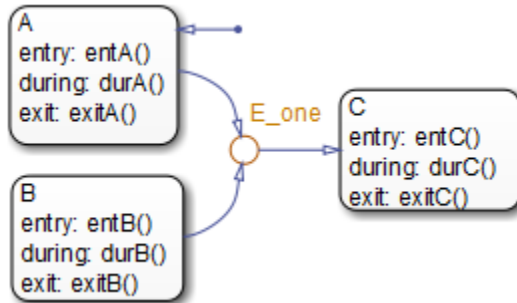 A
entry: entA()
during: durA()
exit: exitA()
E_one
C
entry: entC()
during: durC()
exit: exitC()
B
entry: entB()
during: durB()
exit: exitB()